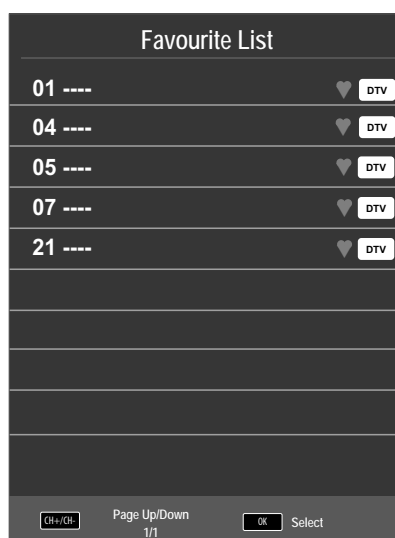 Favourite List
01 ---- DTV
04 ---- DTV
05 ---- DTV
07 ---- DTV
21 ---- DTV
CH+/CH- Page Up/Down OK Select
1/1